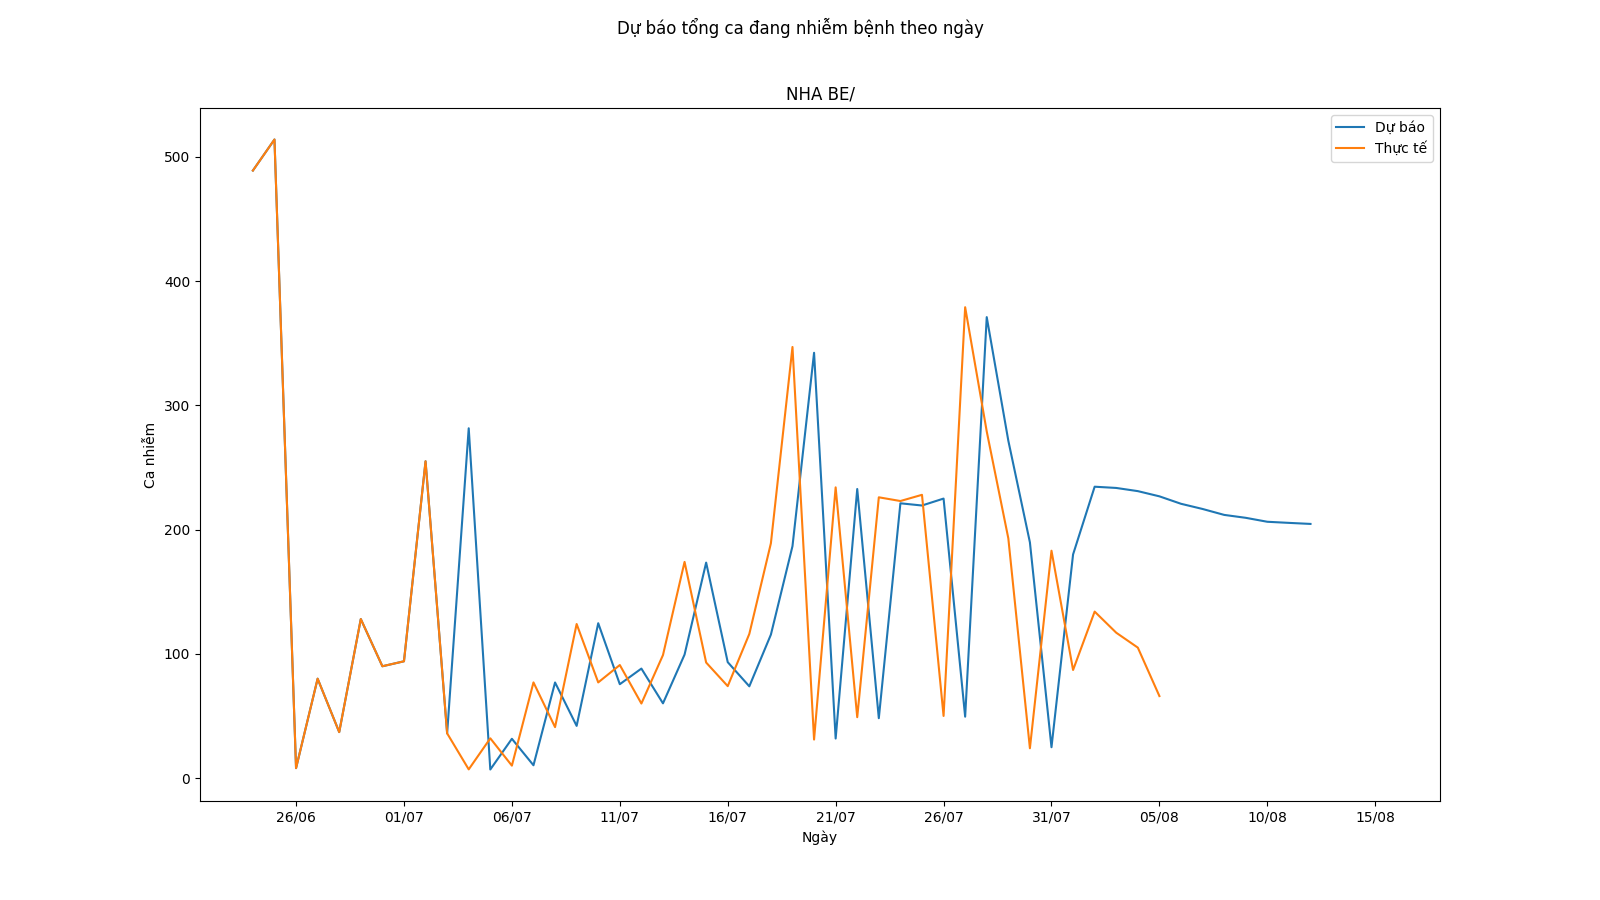 Dự báo tổng ca đang nhiễm bệnh theo ngày
NHA BE/
Dự báo
Thực tế
500
400
300
200
100
0
Ca nhiễm
26/06
01/07
06/07
11/07
16/07
21/07
26/07
31/07
05/08
10/08
15/08
Ngày